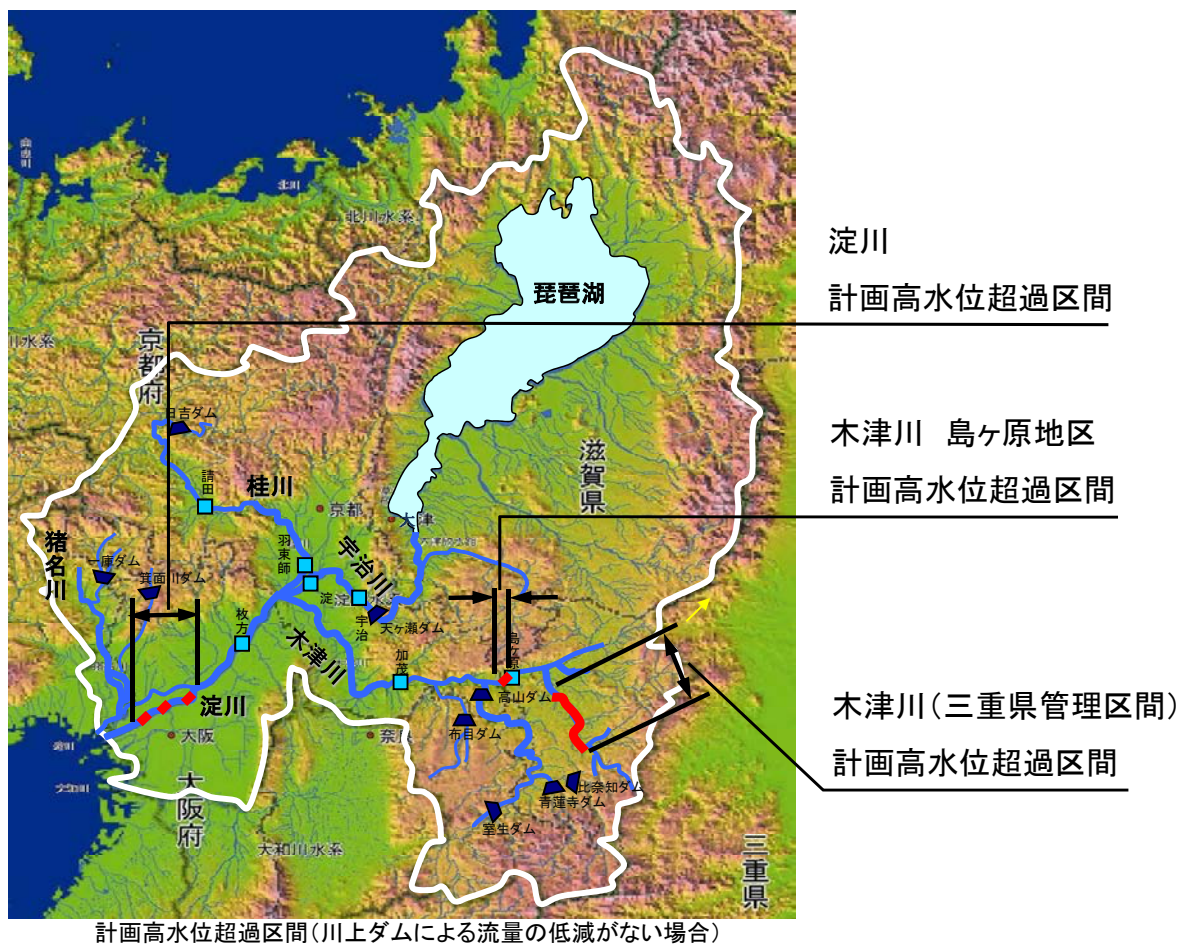 北川水系
琵琶湖
川水系
京都府
日吉ダム
滋賀県
請田
桂川
京都
大津
羽束師
宇治川
猪名川
一庫ダム
箕面川ダム
淀
宇治
天ヶ瀬ダム
枚方
木津川
加茂
島ヶ原
高山ダム
淀川
大阪
布目ダム
比奈知ダム
青蓮寺ダム
室生ダム
大阪府
大和川水系
三重県
淀川
計画高水位超過区間
木津川 島ヶ原地区
計画高水位超過区間
木津川(三重県管理区間)
計画高水位超過区間
計画高水位超過区間(川上ダムによる流量の低減がない場合)